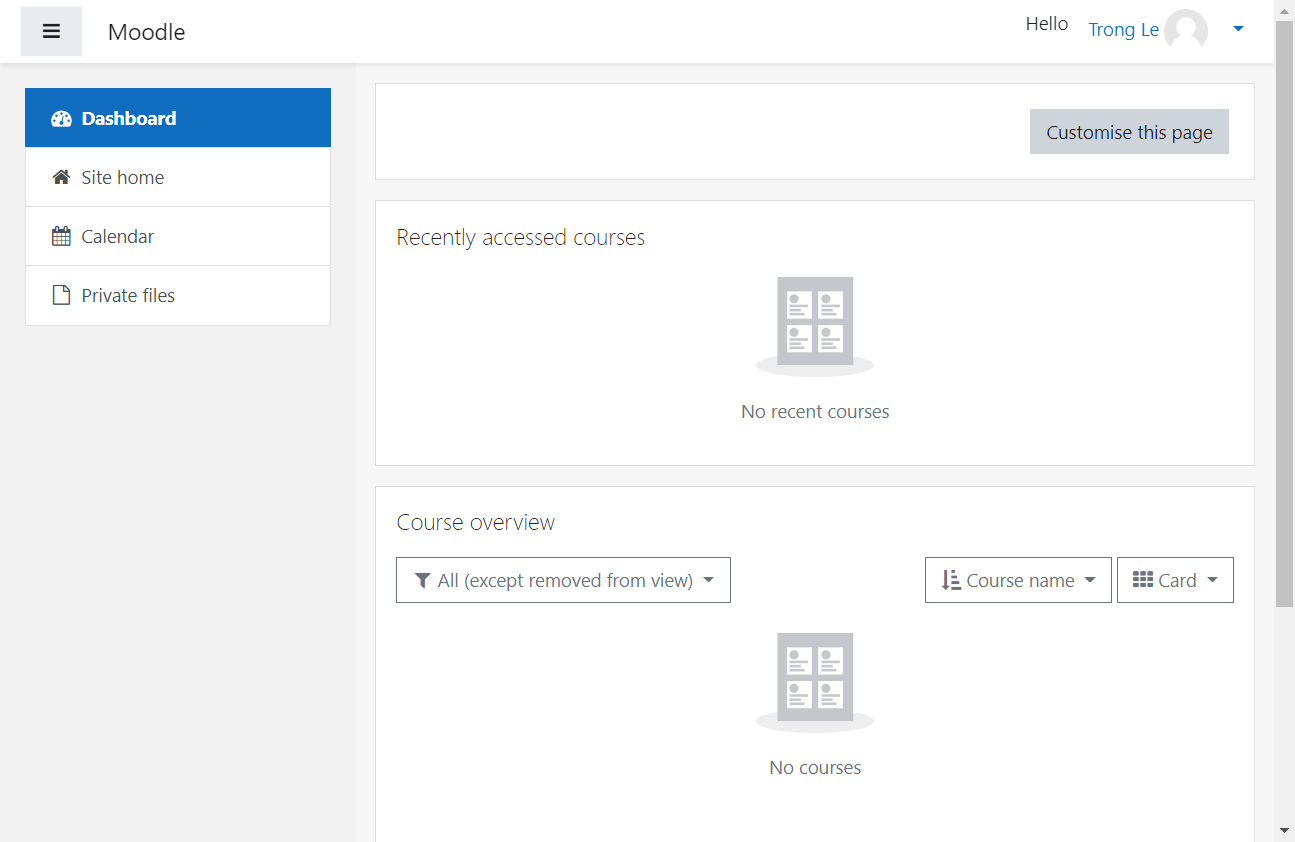 Moodle
Hello
Trong Le
Dashboard
Site home
Calendar
Private files
Customise this page
Recently accessed courses
No recent courses
Course overview
All (except removed from view)
Course name
Card
No courses